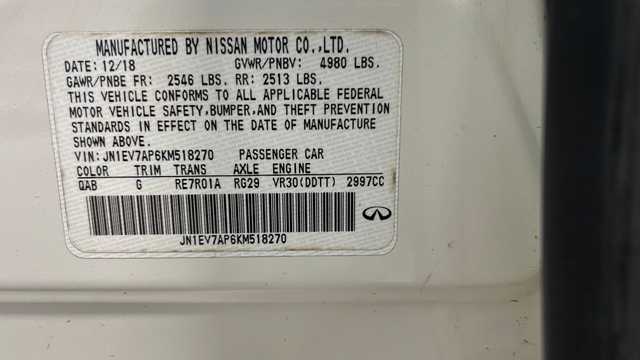 MANUFACTURED BY NISSAN MOTOR CO.,LTD.
DATE: 12/18 GVWR/PNBV: 4980 LBS.
GAWR/PNBE FR: 2546 LBS. RR: 2513 LBS.
THIS VEHICLE CONFORMS TO ALL APPLICABLE FEDERAL
MOTOR VEHICLE SAFETY, BUMPER, AND THEFT PREVENTION
STANDARDS IN EFFECT ON THE DATE OF MANUFACTURE
SHOWN ABOVE.
VIN: JN1EV7AP6KM518270 PASSENGER CAR
COLOR TRIM TRANS AXLE ENGINE
QAB G RE7R01A RG29 VR30(DDTT) 2997CC
JN1EV7AP6KM518270